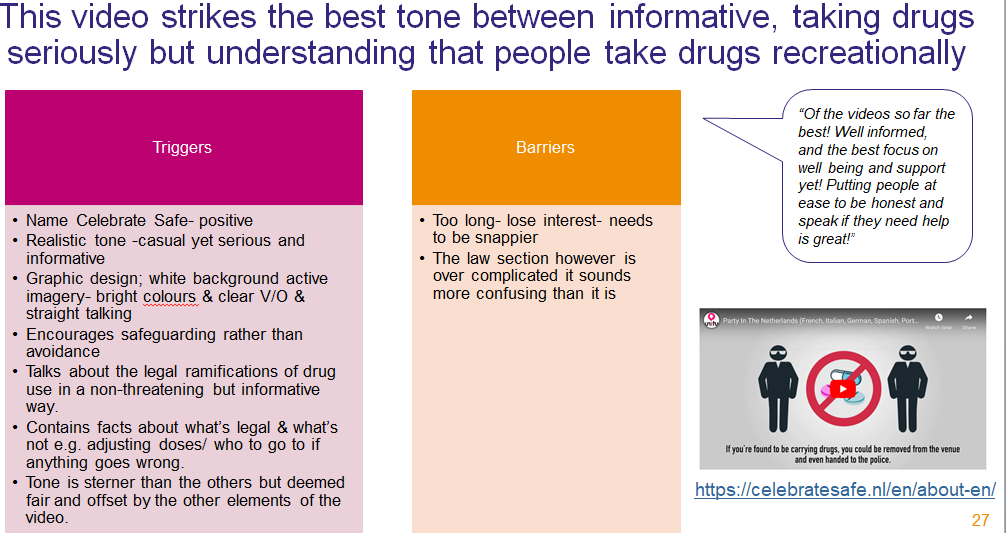 This video strikes the best tone between informative, taking drugs
seriously but understanding that people take drugs recreationally
Triggers
• Name Celebrate Safe- positive
• Realistic tone -casual yet serious and
informative
• Graphic design; white background active
imagery- bright colours & clear V/O &
straight talking
• Encourages safeguarding rather than
avoidance
• Talks about the legal ramifications of drug
use in a non-threatening but informative
way.
• Contains facts about what’s legal & what’s
not e.g. adjusting doses/ who to go to if
anything goes wrong.
• Tone is sterner than the others but deemed
fair and offset by the other elements of the
video.
Barriers
• Too long- lose interest- needs
to be snappier
• The law section however is
over complicated it sounds
more confusing than it is
“Of the videos so far the
best! Well informed,
and the best focus on
well being and support
yet! Putting people at
ease to be honest and
speak if they need help
is great!”
Party In The Netherlands (French, Italian, German, Spanish, Port...
Watch later
Share
If you're found to be carrying drugs, you could be removed from the venue
and even handed to the police.
https://celebratesafe.nl/en/about-en/
27